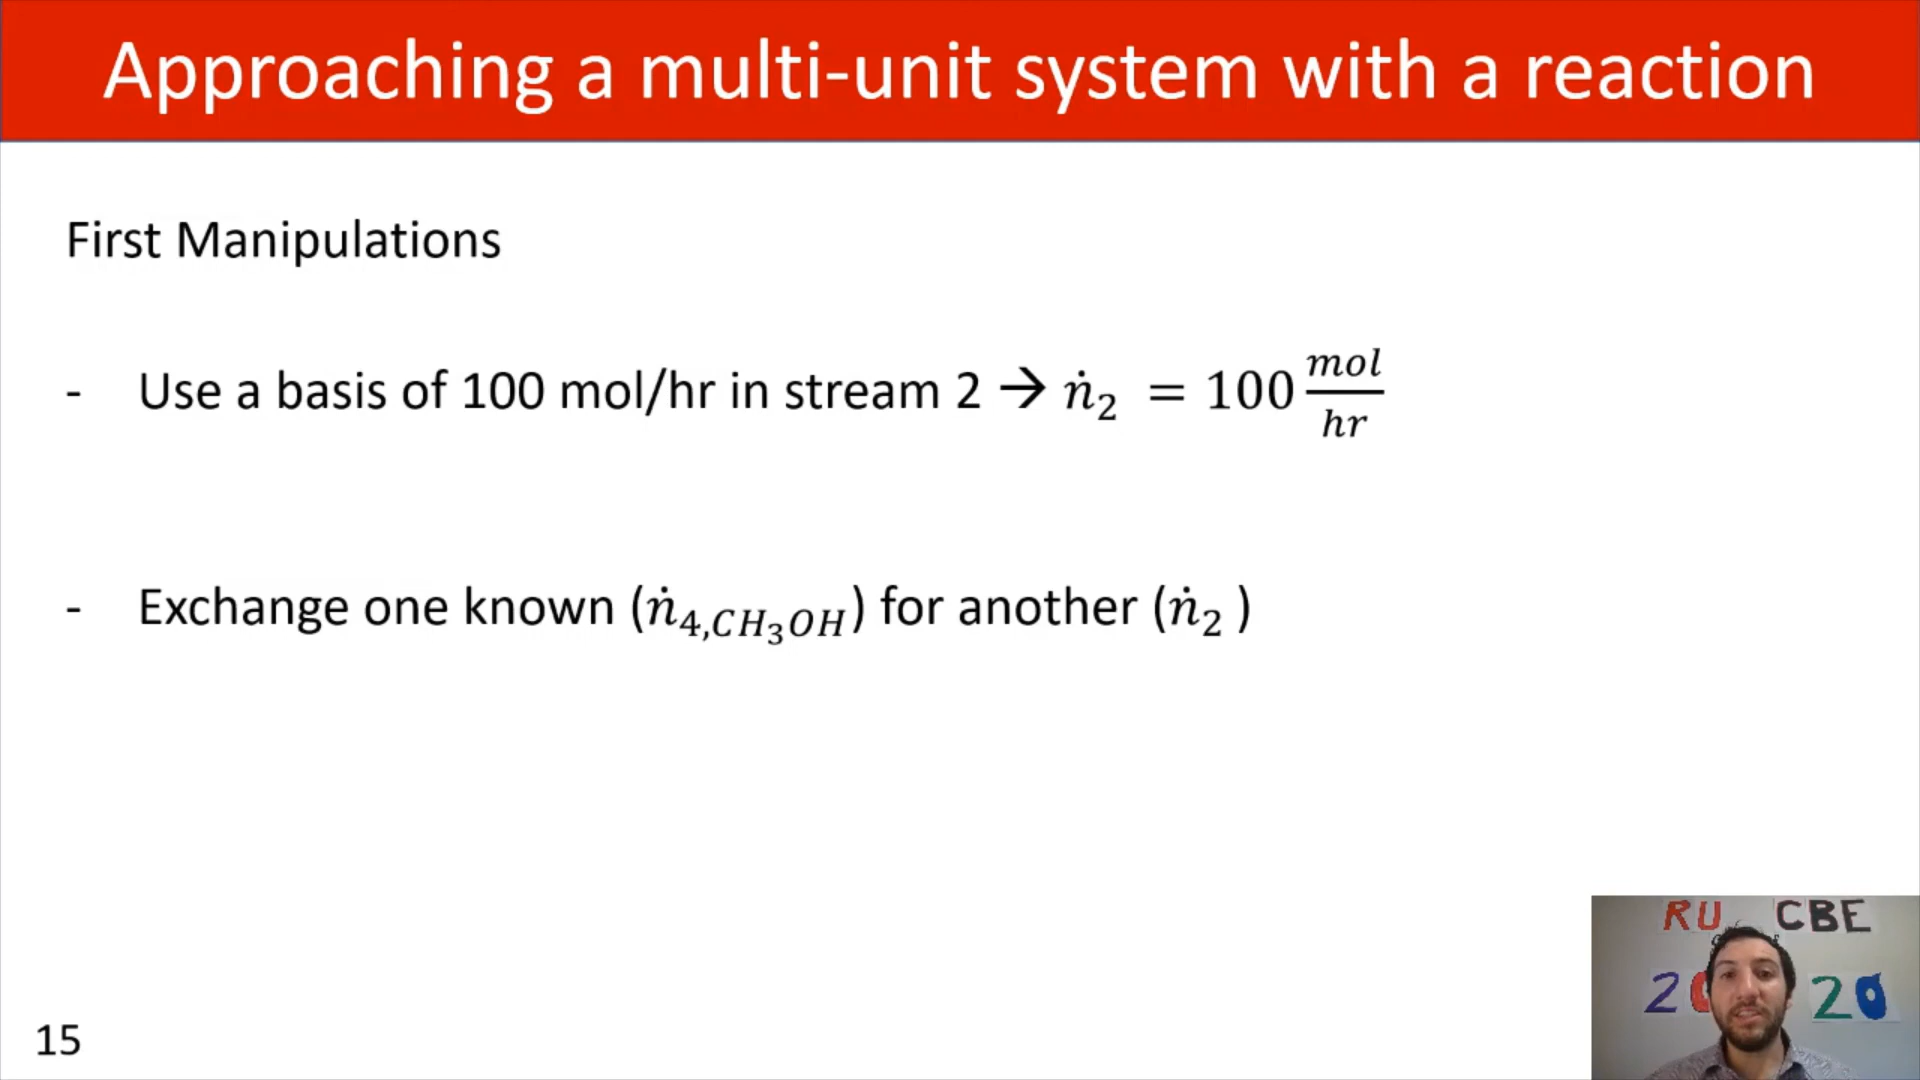 Approaching a multi-unit system with a reaction
First Manipulations
- Use a basis of 100 mol/hr in stream 2 → ṅ₂ = 100 mol/hr
- Exchange one known (ṅ₄,CH₃OH) for another (ṅ₂ )
RU CBE
20 20
15